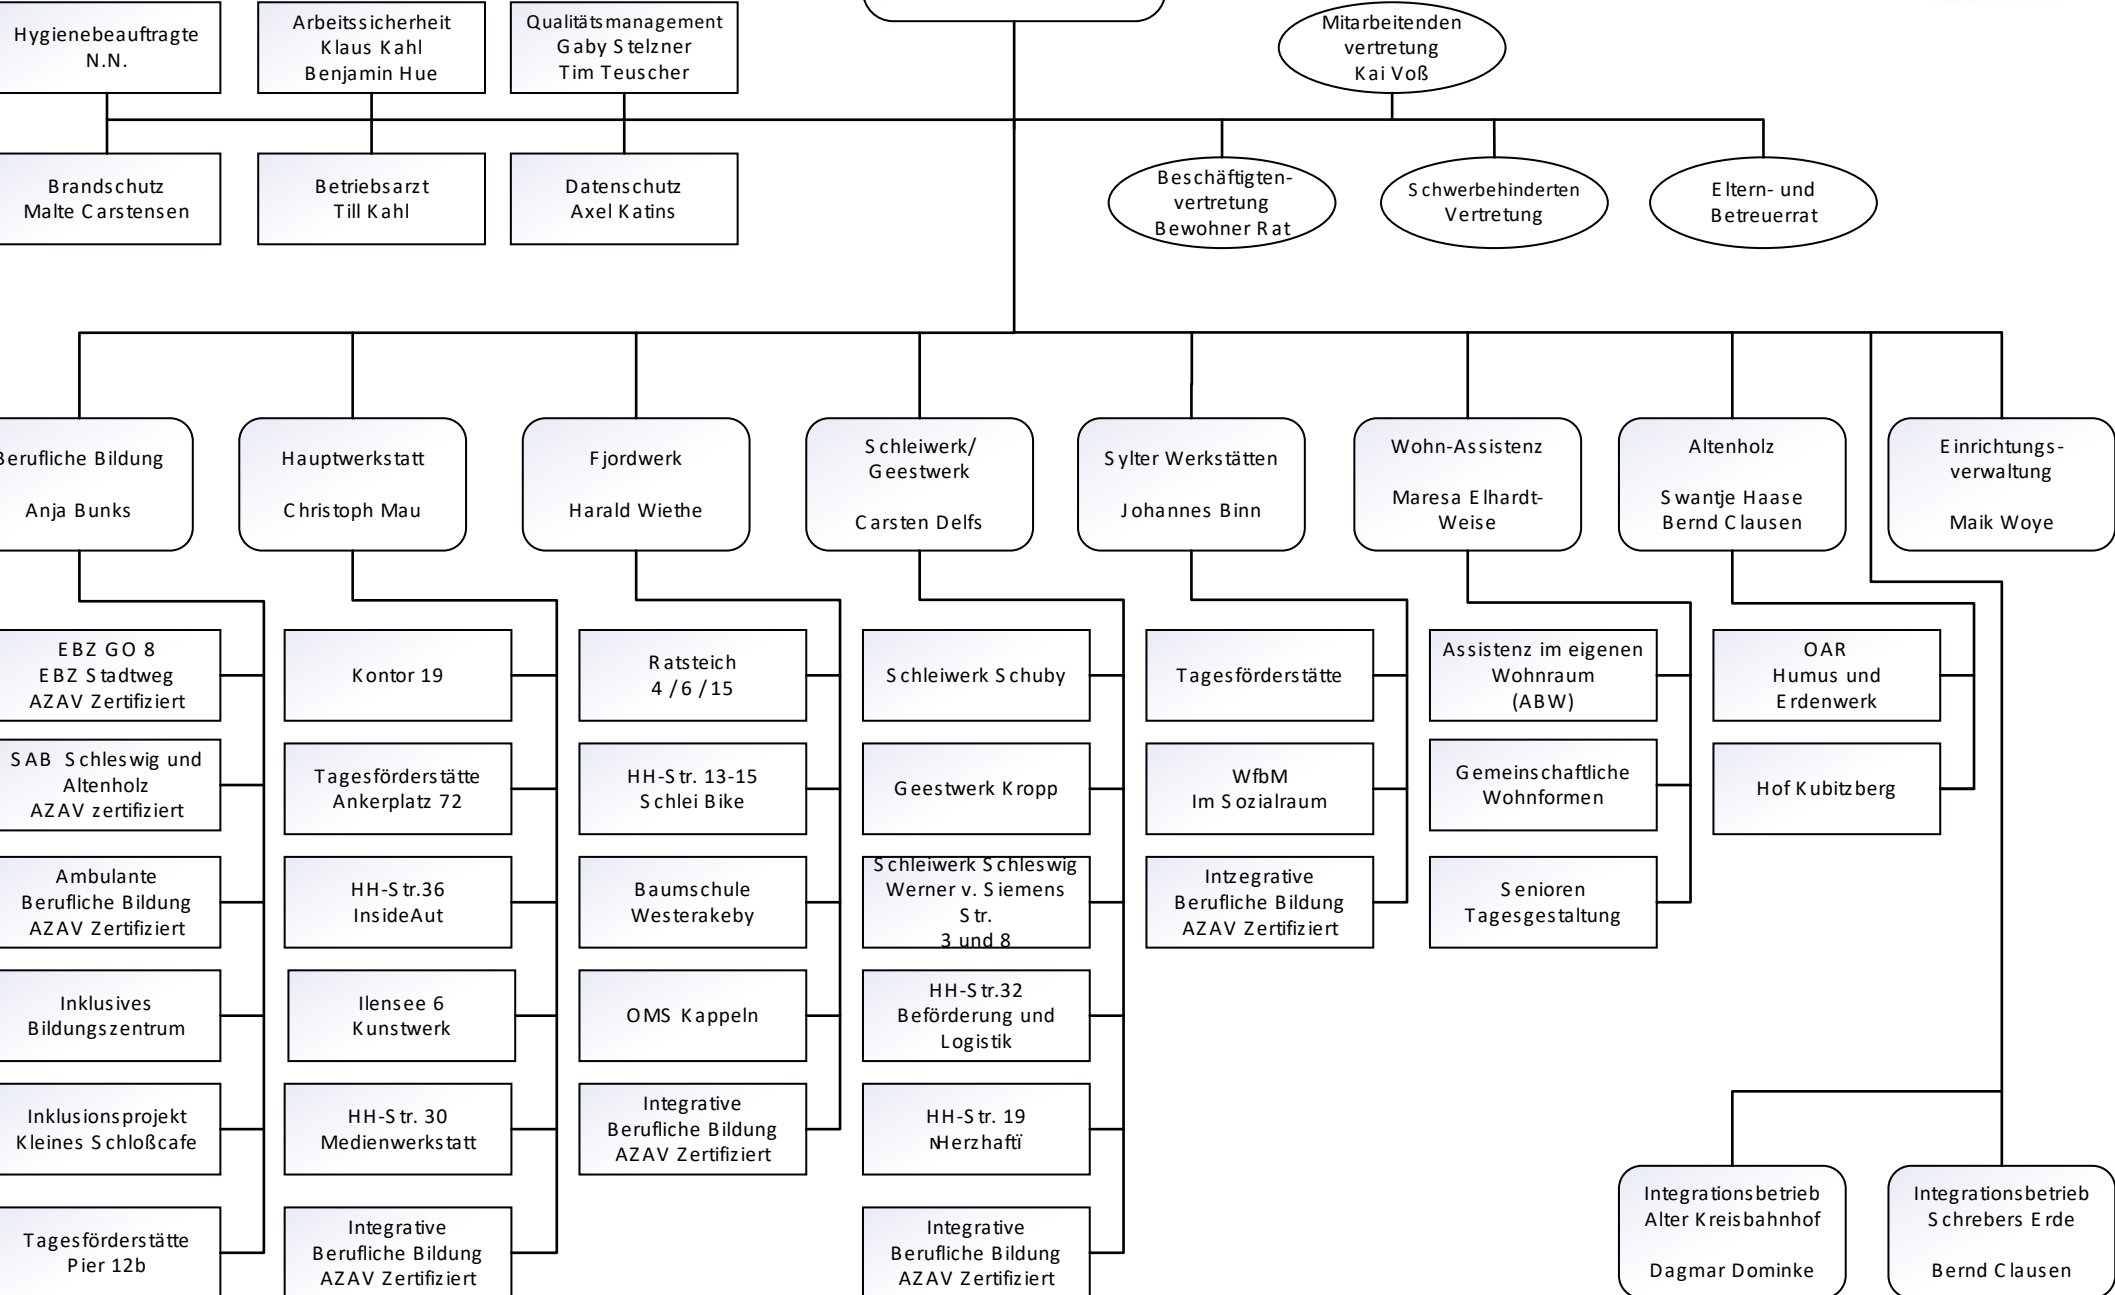 Hygienebeauftragte
N.N.
Arbeitssicherheit
Klaus Kahl
Benjamin Hue
Qualitätsmanagement
Gaby Stelzner
Tim Teuscher
Mitarbeitenden
vertretung
Kai Voß
Brandschutz
Malte Carstensen
Betriebsarzt
Till Kahl
Datenschutz
Axel Katins
Beschäftigten-
vertretung
Bewohner Rat
Schwerbehinderten
Vertretung
Eltern- und
Betreuerrat
Berufliche Bildung
Anja Bunks
Hauptwerkstatt
Christoph Mau
Fjordwerk
Harald Wiethe
Schleiwerk/
Geestwerk
Carsten Delfs
Sylter Werkstätten
Johannes Binn
Wohn-Assistenz
Maresa Elhardt-
Weise
Altenholz
Swantje Haase
Bernd Clausen
Einrichtungs-
verwaltung
Maik Woye
EBZ GO 8
EBZ Stadtweg
AZAV Zertifiziert
SAB Schleswig und
Altenholz
AZAV zertifiziert
Ambulante
Berufliche Bildung
AZAV Zertifiziert
Inklusives
Bildungszentrum
Inklusionsprojekt
Kleines Schloßcafe
Tagesförderstätte
Pier 12b
Kontor 19
Tagesförderstätte
Ankerplatz 72
HH-Str.36
InsideAut
Ilensee 6
Kunstwerk
HH-Str. 30
Medienwerkstatt
Integrative
Berufliche Bildung
AZAV Zertifiziert
Ratsteich
4 / 6 / 15
HH-Str. 13-15
Schlei Bike
Baumschule
Westerakeby
OMS Kappeln
Integrative
Berufliche Bildung
AZAV Zertifiziert
Schleiwerk Schuby
Geestwerk Kropp
Schleiwerk Schleswig
Werner v. Siemens
Str.
3 und 8
HH-Str.32
Beförderung und
Logistik
HH-Str. 19
NHerzhaftï
Integrative
Berufliche Bildung
AZAV Zertifiziert
Tagesförderstätte
WfbM
Im Sozialraum
Intzegrative
Berufliche Bildung
AZAV Zertifiziert
Assistenz im eigenen
Wohnraum
(ABW)
Gemeinschaftliche
Wohnformen
Senioren
Tagesgestaltung
OAR
Humus und
Erdenwerk
Hof Kubitzberg
Integrationsbetrieb
Alter Kreisbahnhof
Dagmar Dominke
Integrationsbetrieb
Schrebers Erde
Bernd Clausen